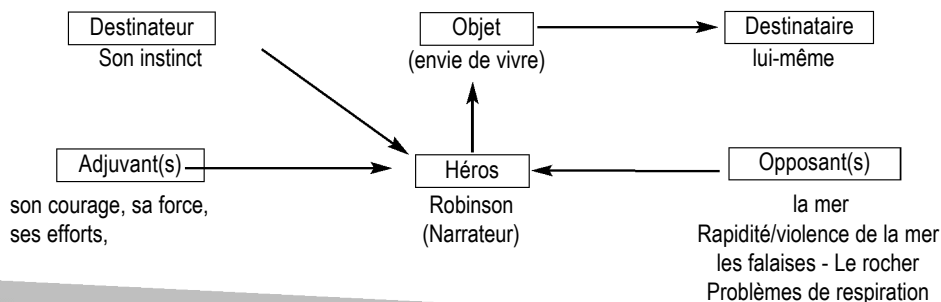 Destinateur
Son instinct
Objet
(envie de vivre)
Destinataire
lui-même
Adjuvant(s)
son courage, sa force,
ses efforts,
Héros
Robinson
(Narrateur)
Opposant(s)
la mer
Rapidité/violence de la mer
les falaises - Le rocher
Problèmes de respiration